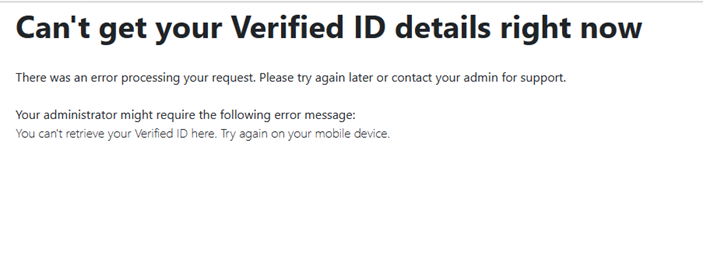 Can't get your Verified ID details right now
There was an error processing your request. Please try again later or contact your admin for support.
Your administrator might require the following error message:
You can't retrieve your Verified ID here. Try again on your mobile device.